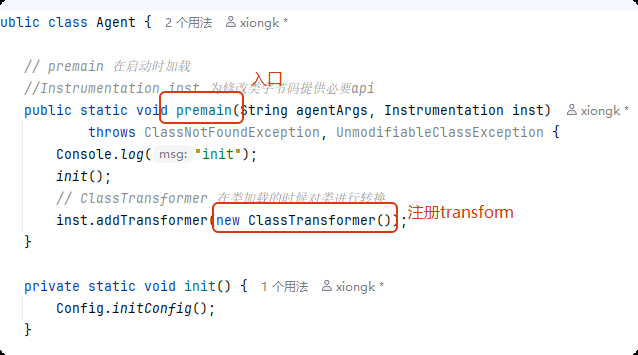 ublic class Agent { 2 个用法 xiongk *
// premain 在启动时加载
入口
//Instrumentation inst 为修改类字节码提供必要api
public static void premain(String agentArgs, Instrumentation inst) xiongk *
throws ClassNotFoundException, UnmodifiableClassException {
Console.log( msg: "init");
init();
// ClassTransformer 在类加载的时候对类进行转换
inst.addTransformer(new ClassTransformer()); 注册transform
}
private static void init() { 1 个用法 xiongk *
Config.initConfig();
}